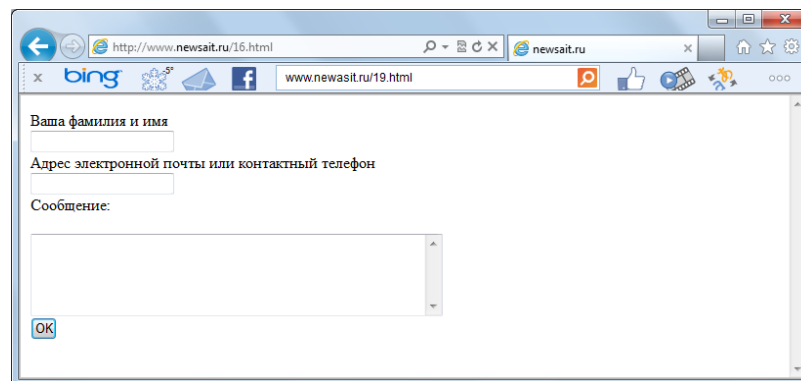 http://www.newsait.ru/16.html
newsait.ru
bing
-5°
f
www.newasit.ru/19.html
Ваша фамилия и имя
Адрес электронной почты или контактный телефон
Сообщение:
OK